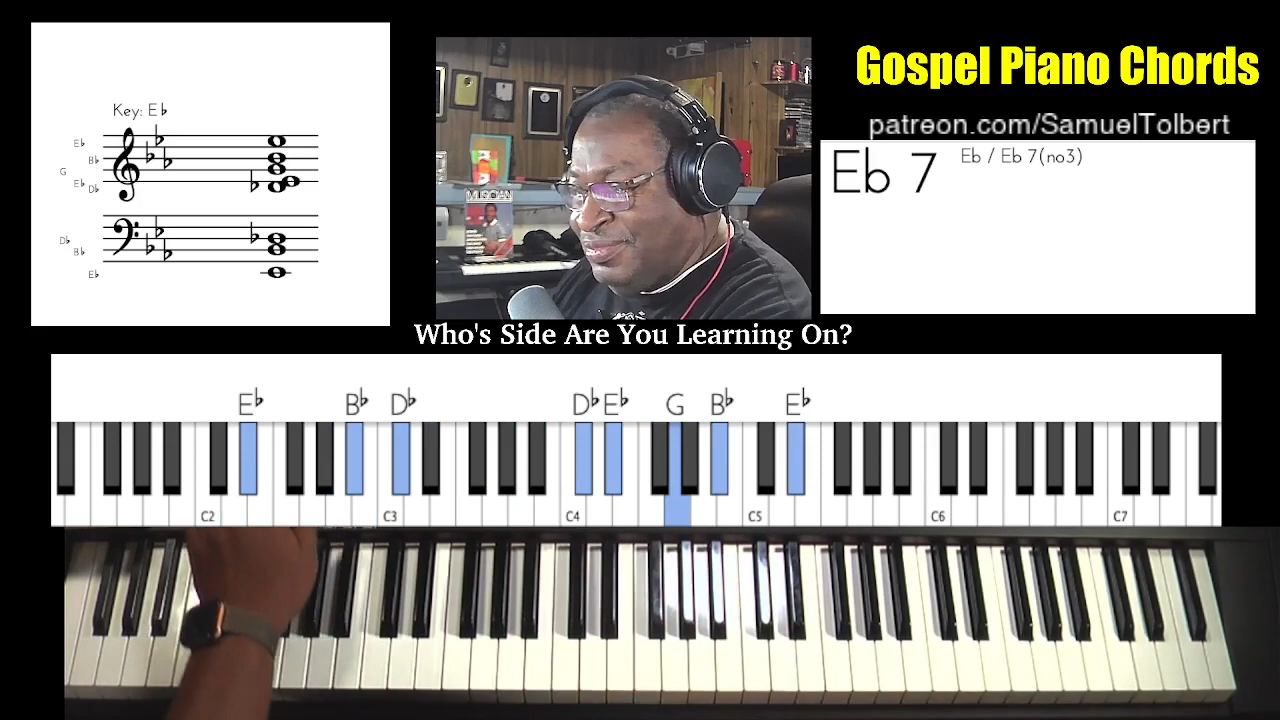 Key: E♭
E♭
B♭
G
E♭ D♭
D♭
B♭
E♭
MUSICIAN
Gospel Piano Chords
patreon.com/SamuelTolbert
Eb 7
Eb / Eb 7(no3)
Who's Side Are You Learning On?
E♭ B♭ D♭ D♭ E♭ G B♭ E♭
C2 C3 C4 C5 C6 C7